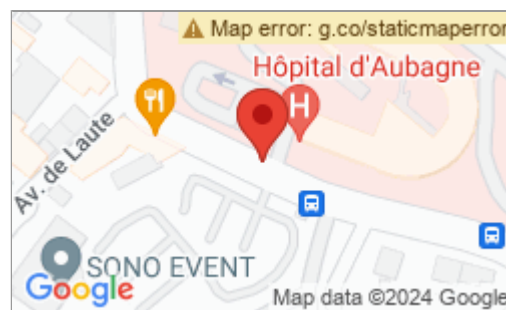 Map error: g.co/staticmaperror
Hôpital d'Aubagne
H
Av. de Laute
SONO EVENT
Google
Map data ©2024 Google